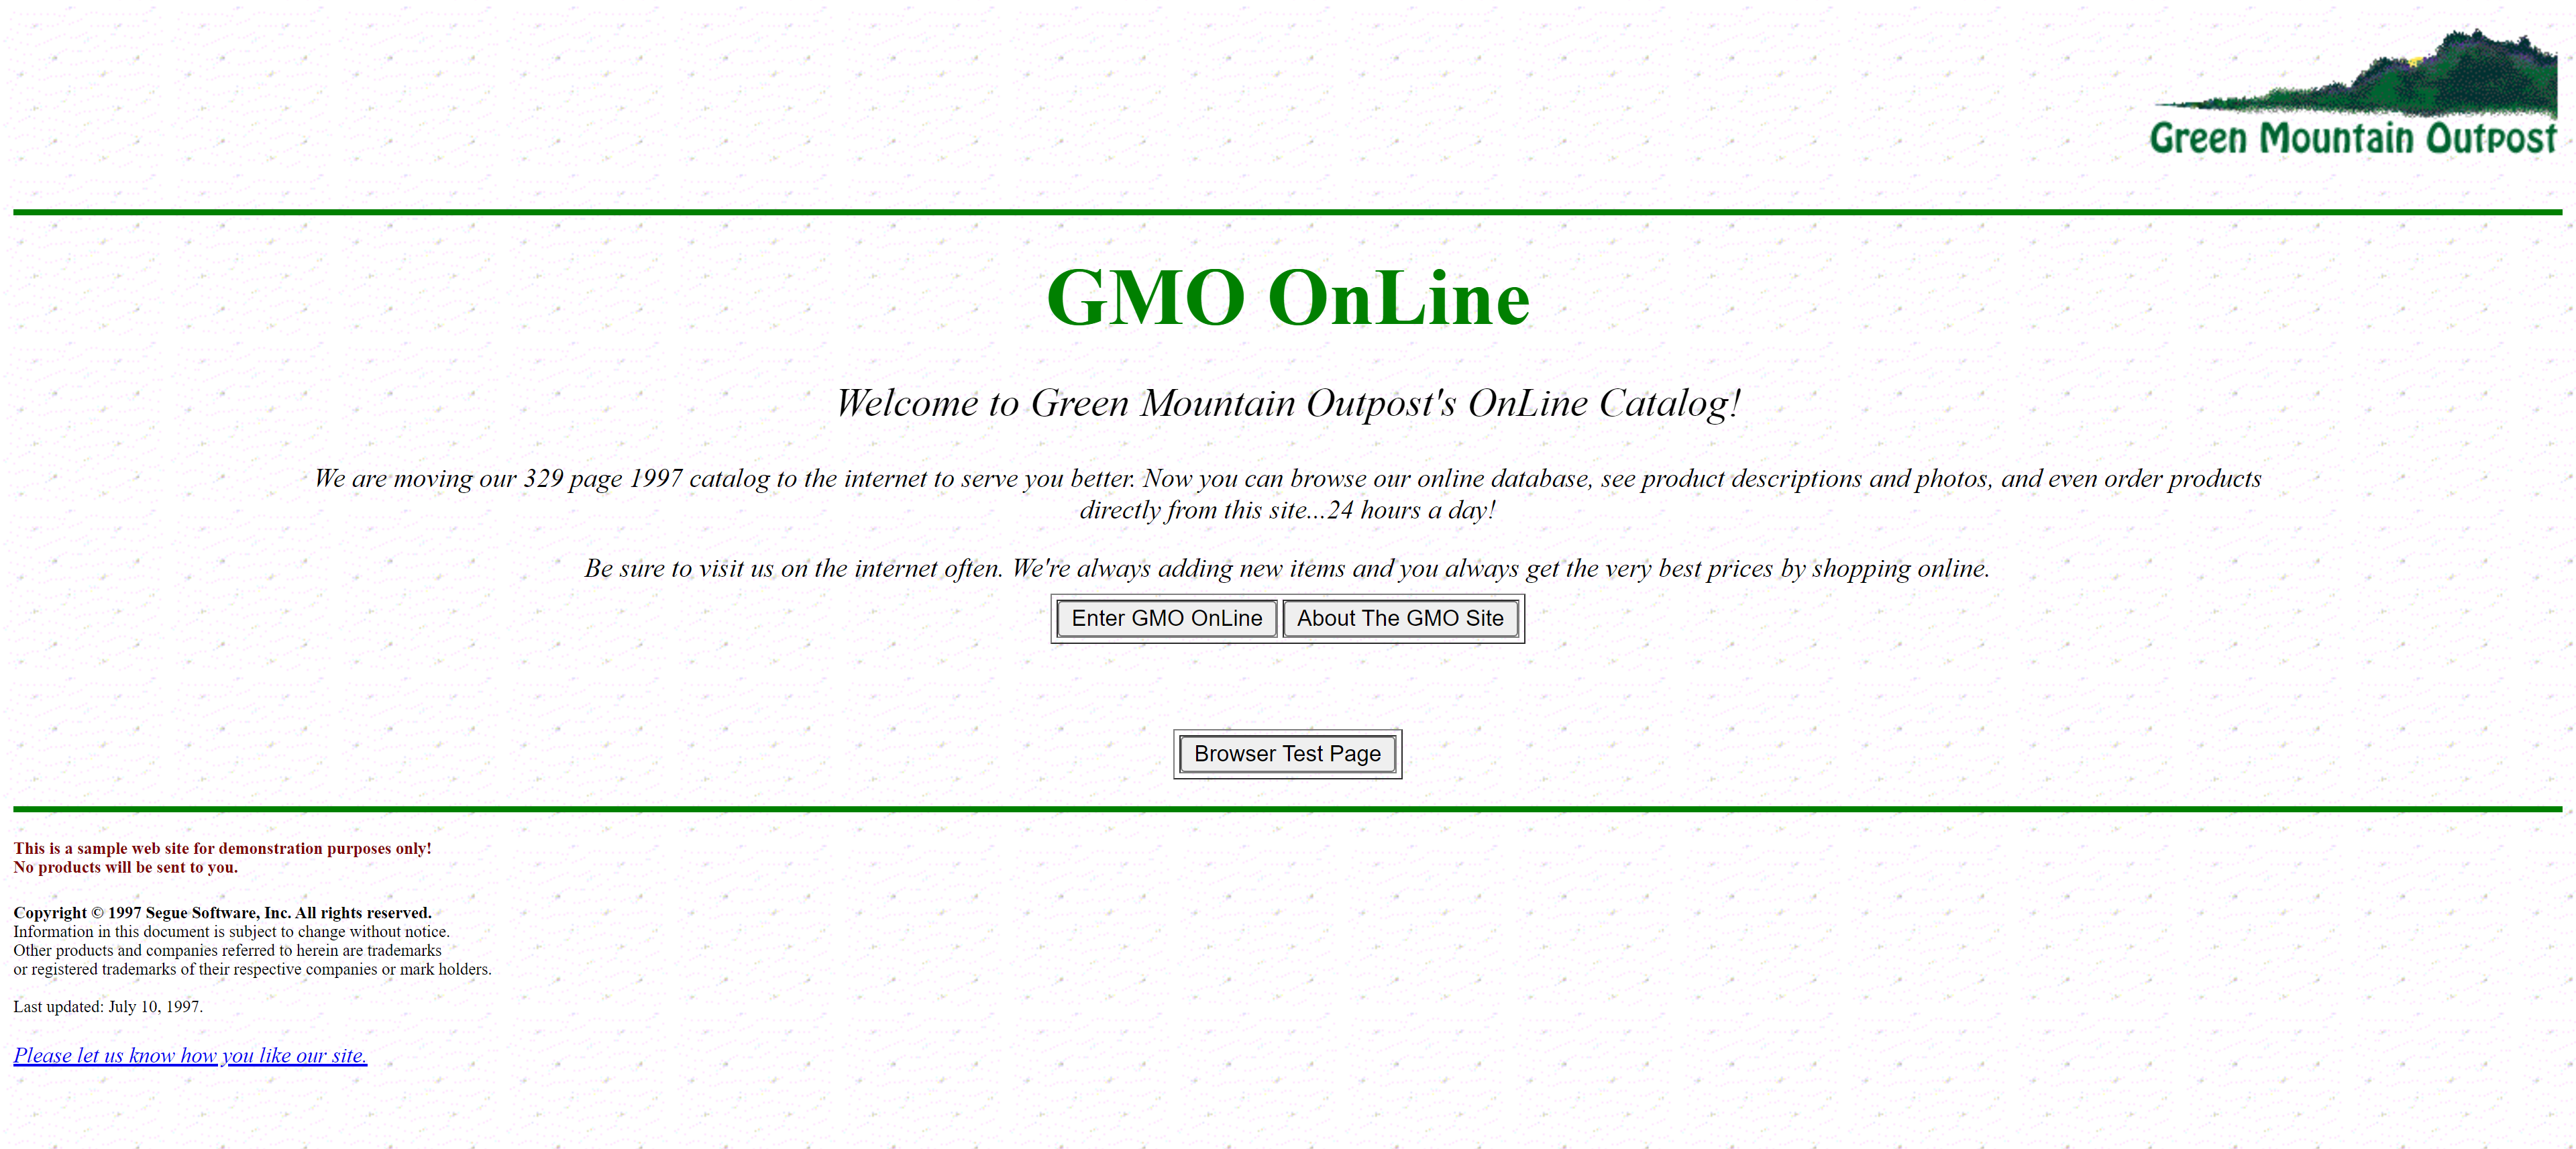 Green Mountain Outpost
GMO OnLine
Welcome to Green Mountain Outpost's OnLine Catalog!
We are moving our 329 page 1997 catalog to the internet to serve you better. Now you can browse our online database, see product descriptions and photos, and even order products
directly from this site...24 hours a day!
Be sure to visit us on the internet often. We're always adding new items and you always get the very best prices by shopping online.
Enter GMO OnLine About The GMO Site
Browser Test Page
This is a sample web site for demonstration purposes only!
No products will be sent to you.
Copyright © 1997 Segue Software, Inc. All rights reserved.
Information in this document is subject to change without notice.
Other products and companies referred to herein are trademarks
or registered trademarks of their respective companies or mark holders.
Last updated: July 10, 1997.
Please let us know how you like our site.